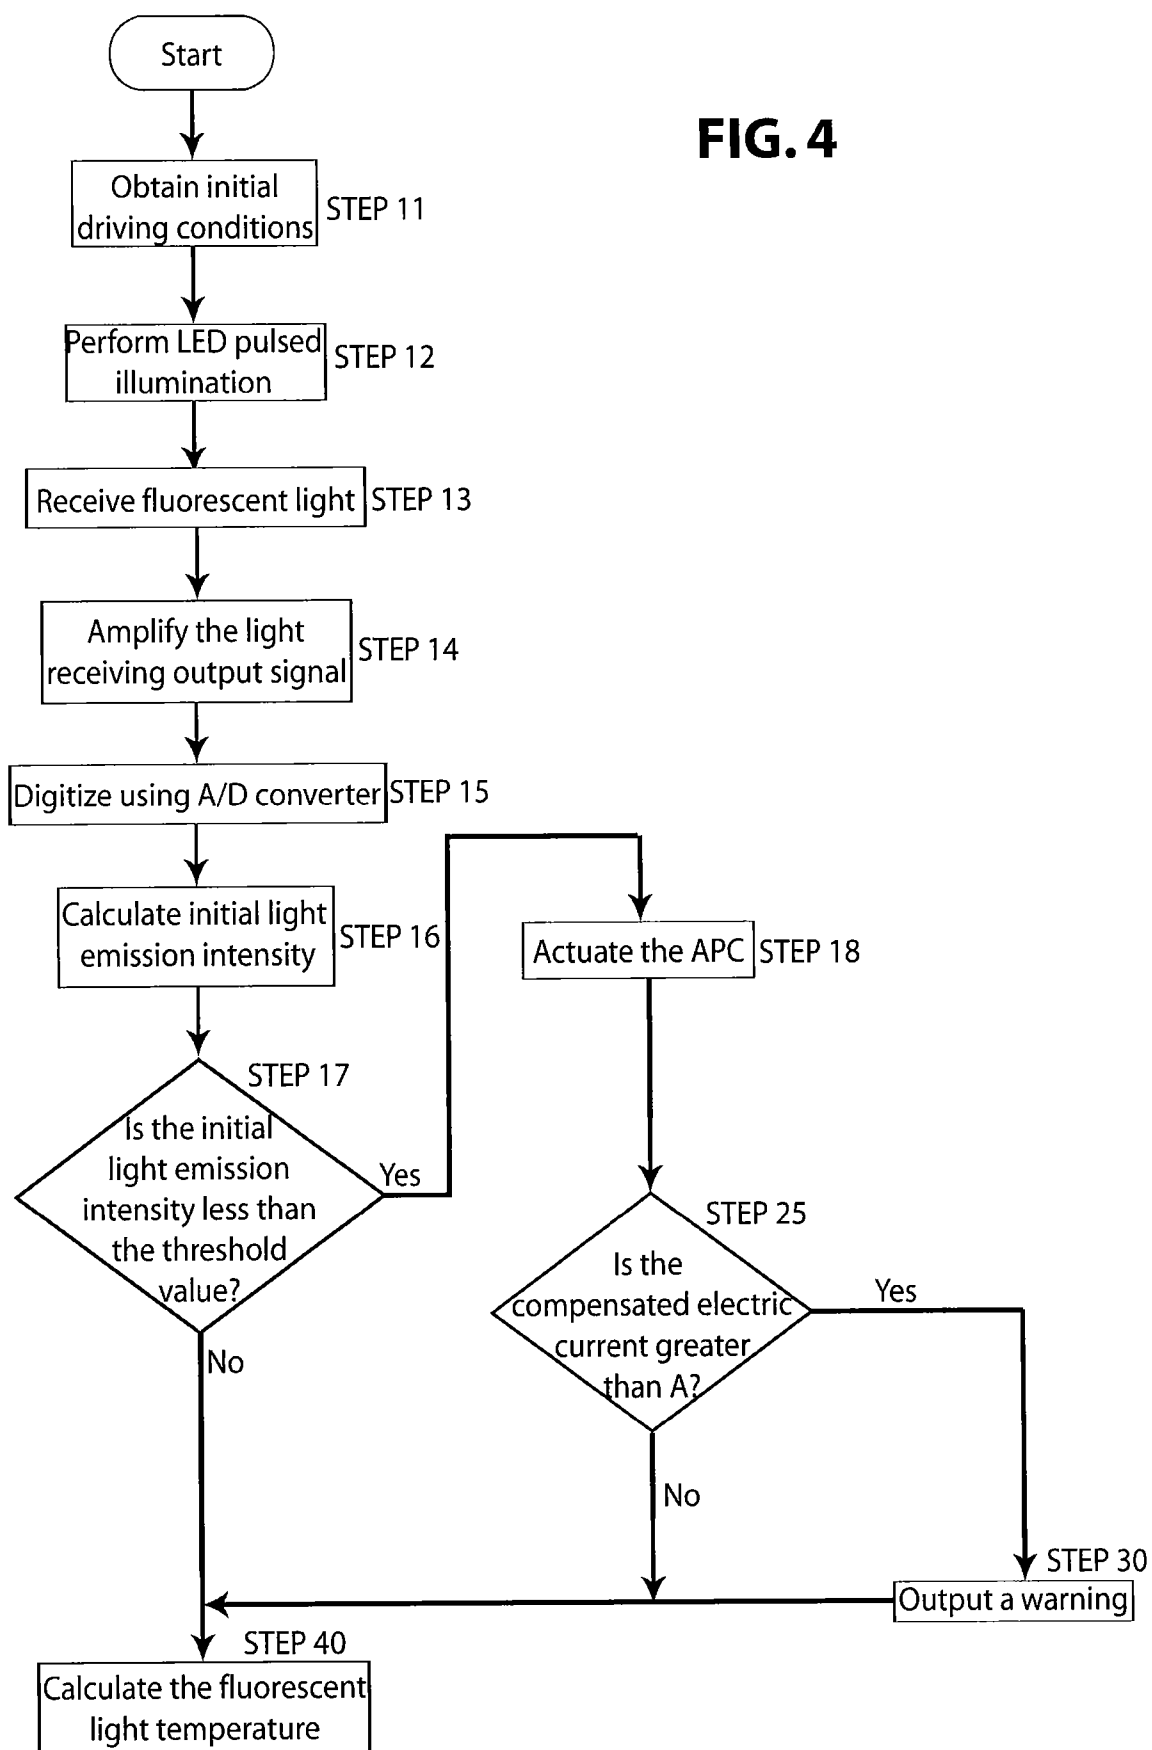 Start
FIG. 4
Obtain initial
driving conditions
STEP 11
Perform LED pulsed
illumination
STEP 12
Receive fluorescent light
STEP 13
Amplify the light
receiving output signal
STEP 14
Digitize using A/D converter
STEP 15
Calculate initial light
emission intensity
STEP 16
Actuate the APC
STEP 18
STEP 17
Is the initial
light emission
intensity less than
the threshold
value?
Yes
No
STEP 25
Is the
compensated electric
current greater
than A?
Yes
No
STEP 30
Output a warning
STEP 40
Calculate the fluorescent
light temperature